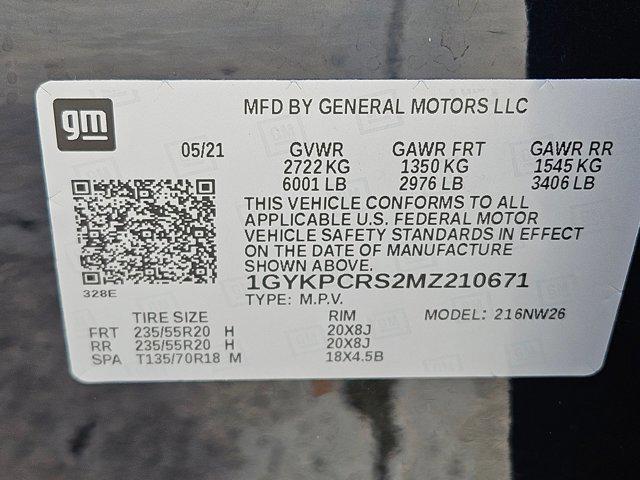 gm
MFD BY GENERAL MOTORS LLC
05/21 GVWR GAWR FRT GAWR RR
2722 KG 1350 KG 1545 KG
6001 LB 2976 LB 3406 LB
THIS VEHICLE CONFORMS TO ALL
APPLICABLE U.S. FEDERAL MOTOR
VEHICLE SAFETY STANDARDS IN EFFECT
ON THE DATE OF MANUFACTURE
SHOWN ABOVE.
328E
1GYKPCRS2MZ210671
TYPE: M.P.V.
TIRE SIZE RIM MODEL: 216NW26
FRT 235/55R20 H 20X8J
RR 235/55R20 H 20X8J
SPA T135/70R18 M 18X4.5B